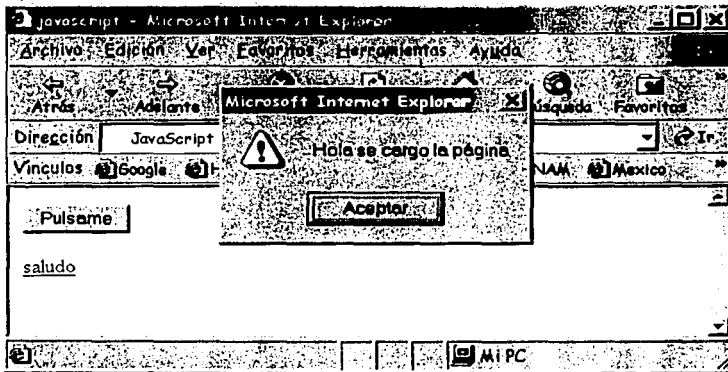 javascript - Microsoft Internet Explorer
Archivo Edición Ver Favoritos Herramientas Ayuda
Atrás Adelante Búsqueda Favoritos
Microsoft Internet Explorer
Dirección JavaScript Ir
Hola se cargo la página
Vínculos Google NAM Mexico
Aceptar
Pulsame
saludo
Mi PC